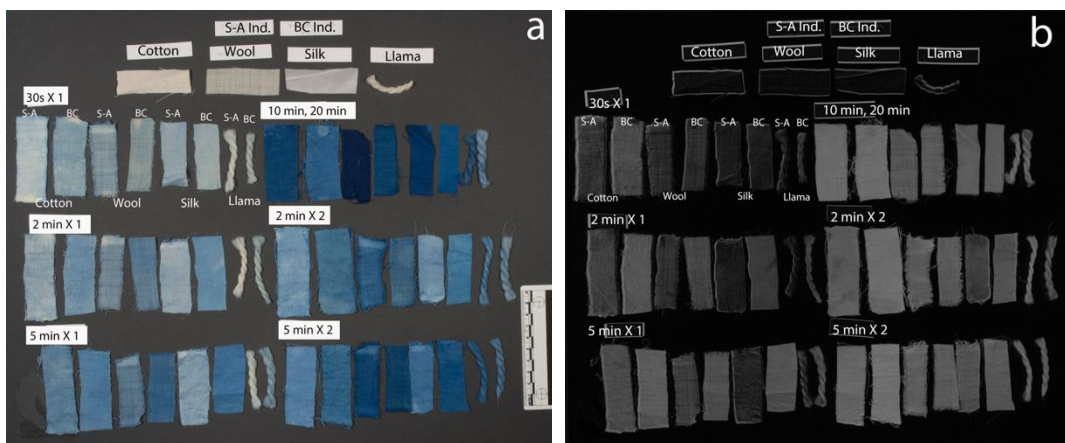 a
S-A Ind. BC Ind.
Cotton Wool Silk Llama
30s X 1
S-A BC S-A BC S-A BC S-A BC
10 min, 20 min
Cotton Wool Silk Llama
2 min X 1
2 min X 2
5 min X 1
5 min X 2
b
S-A Ind. BC Ind.
Cotton Wool Silk Llama
30s X 1
S-A BC S-A BC S-A BC S-A BC
10 min, 20 min
Cotton Wool Silk Llama
2 min X 1
2 min X 2
5 min X 1
5 min X 2